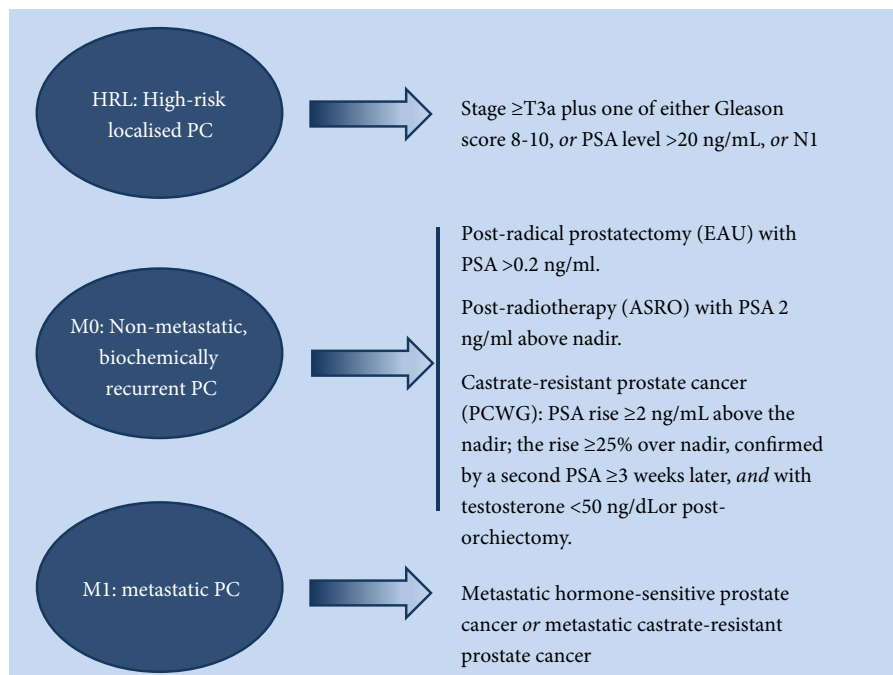 HRL: High-risk
localised PC
Stage ≥T3a plus one of either Gleason
score 8-10, or PSA level >20 ng/mL, or N1
M0: Non-metastatic,
biochemically
recurrent PC
Post-radical prostatectomy (EAU) with
PSA >0.2 ng/ml.
Post-radiotherapy (ASRO) with PSA 2
ng/ml above nadir.
Castrate-resistant prostate cancer
(PCWG): PSA rise ≥2 ng/mL above the
nadir; the rise ≥25% over nadir, confirmed
by a second PSA ≥3 weeks later, and with
testosterone <50 ng/dLor post-
orchiectomy.
M1: metastatic PC
Metastatic hormone-sensitive prostate
cancer or metastatic castrate-resistant
prostate cancer